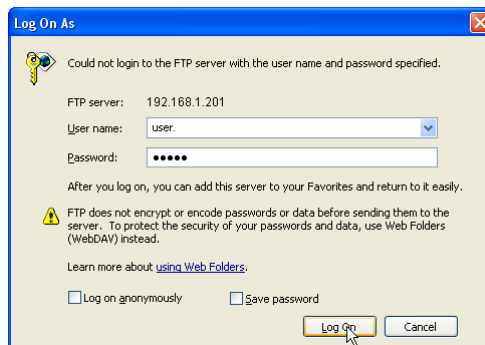 Log On As
Could not login to the FTP server with the user name and password specified.
FTP server: 192.168.1.201
User name: user.
Password: ●●●●●
After you log on, you can add this server to your Favorites and return to it easily.
FTP does not encrypt or encode passwords or data before sending them to the
server. To protect the security of your passwords and data, use Web Folders
(WebDAV) instead.
Learn more about using Web Folders.
Log on anonymously Save password
Log On Cancel